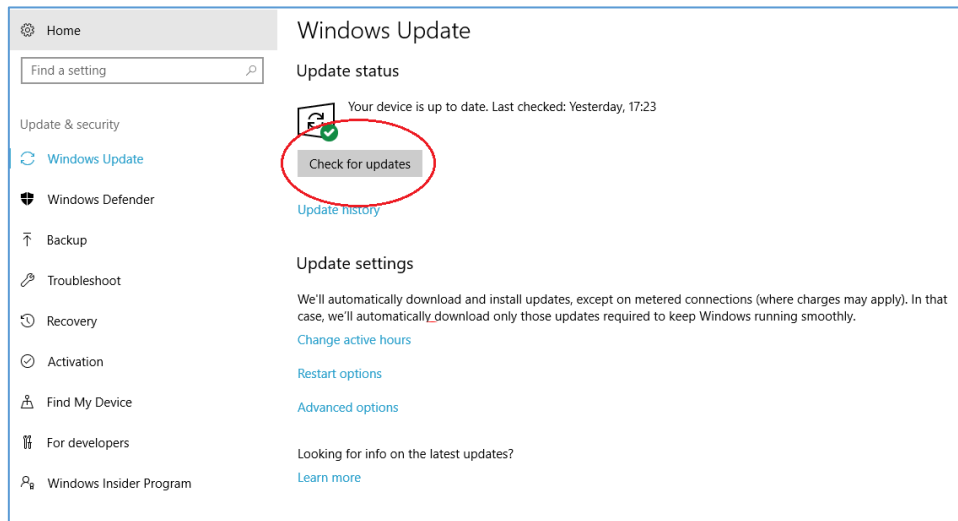 Home
Find a setting
Update & security
Windows Update
Windows Defender
Backup
Troubleshoot
Recovery
Activation
Find My Device
For developers
Windows Insider Program
Windows Update
Update status
Your device is up to date. Last checked: Yesterday, 17:23
Check for updates
Update history
Update settings
We'll automatically download and install updates, except on metered connections (where charges may apply). In that
case, we'll automatically download only those updates required to keep Windows running smoothly.
Change active hours
Restart options
Advanced options
Looking for info on the latest updates?
Learn more